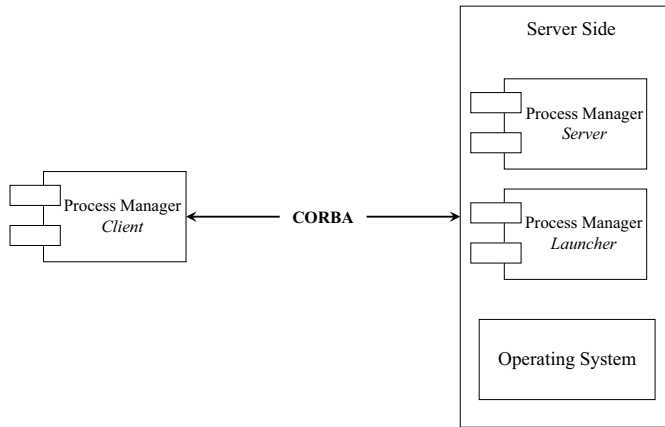 Server Side
Process Manager
Server
Process Manager
Client
CORBA
Process Manager
Launcher
Operating System